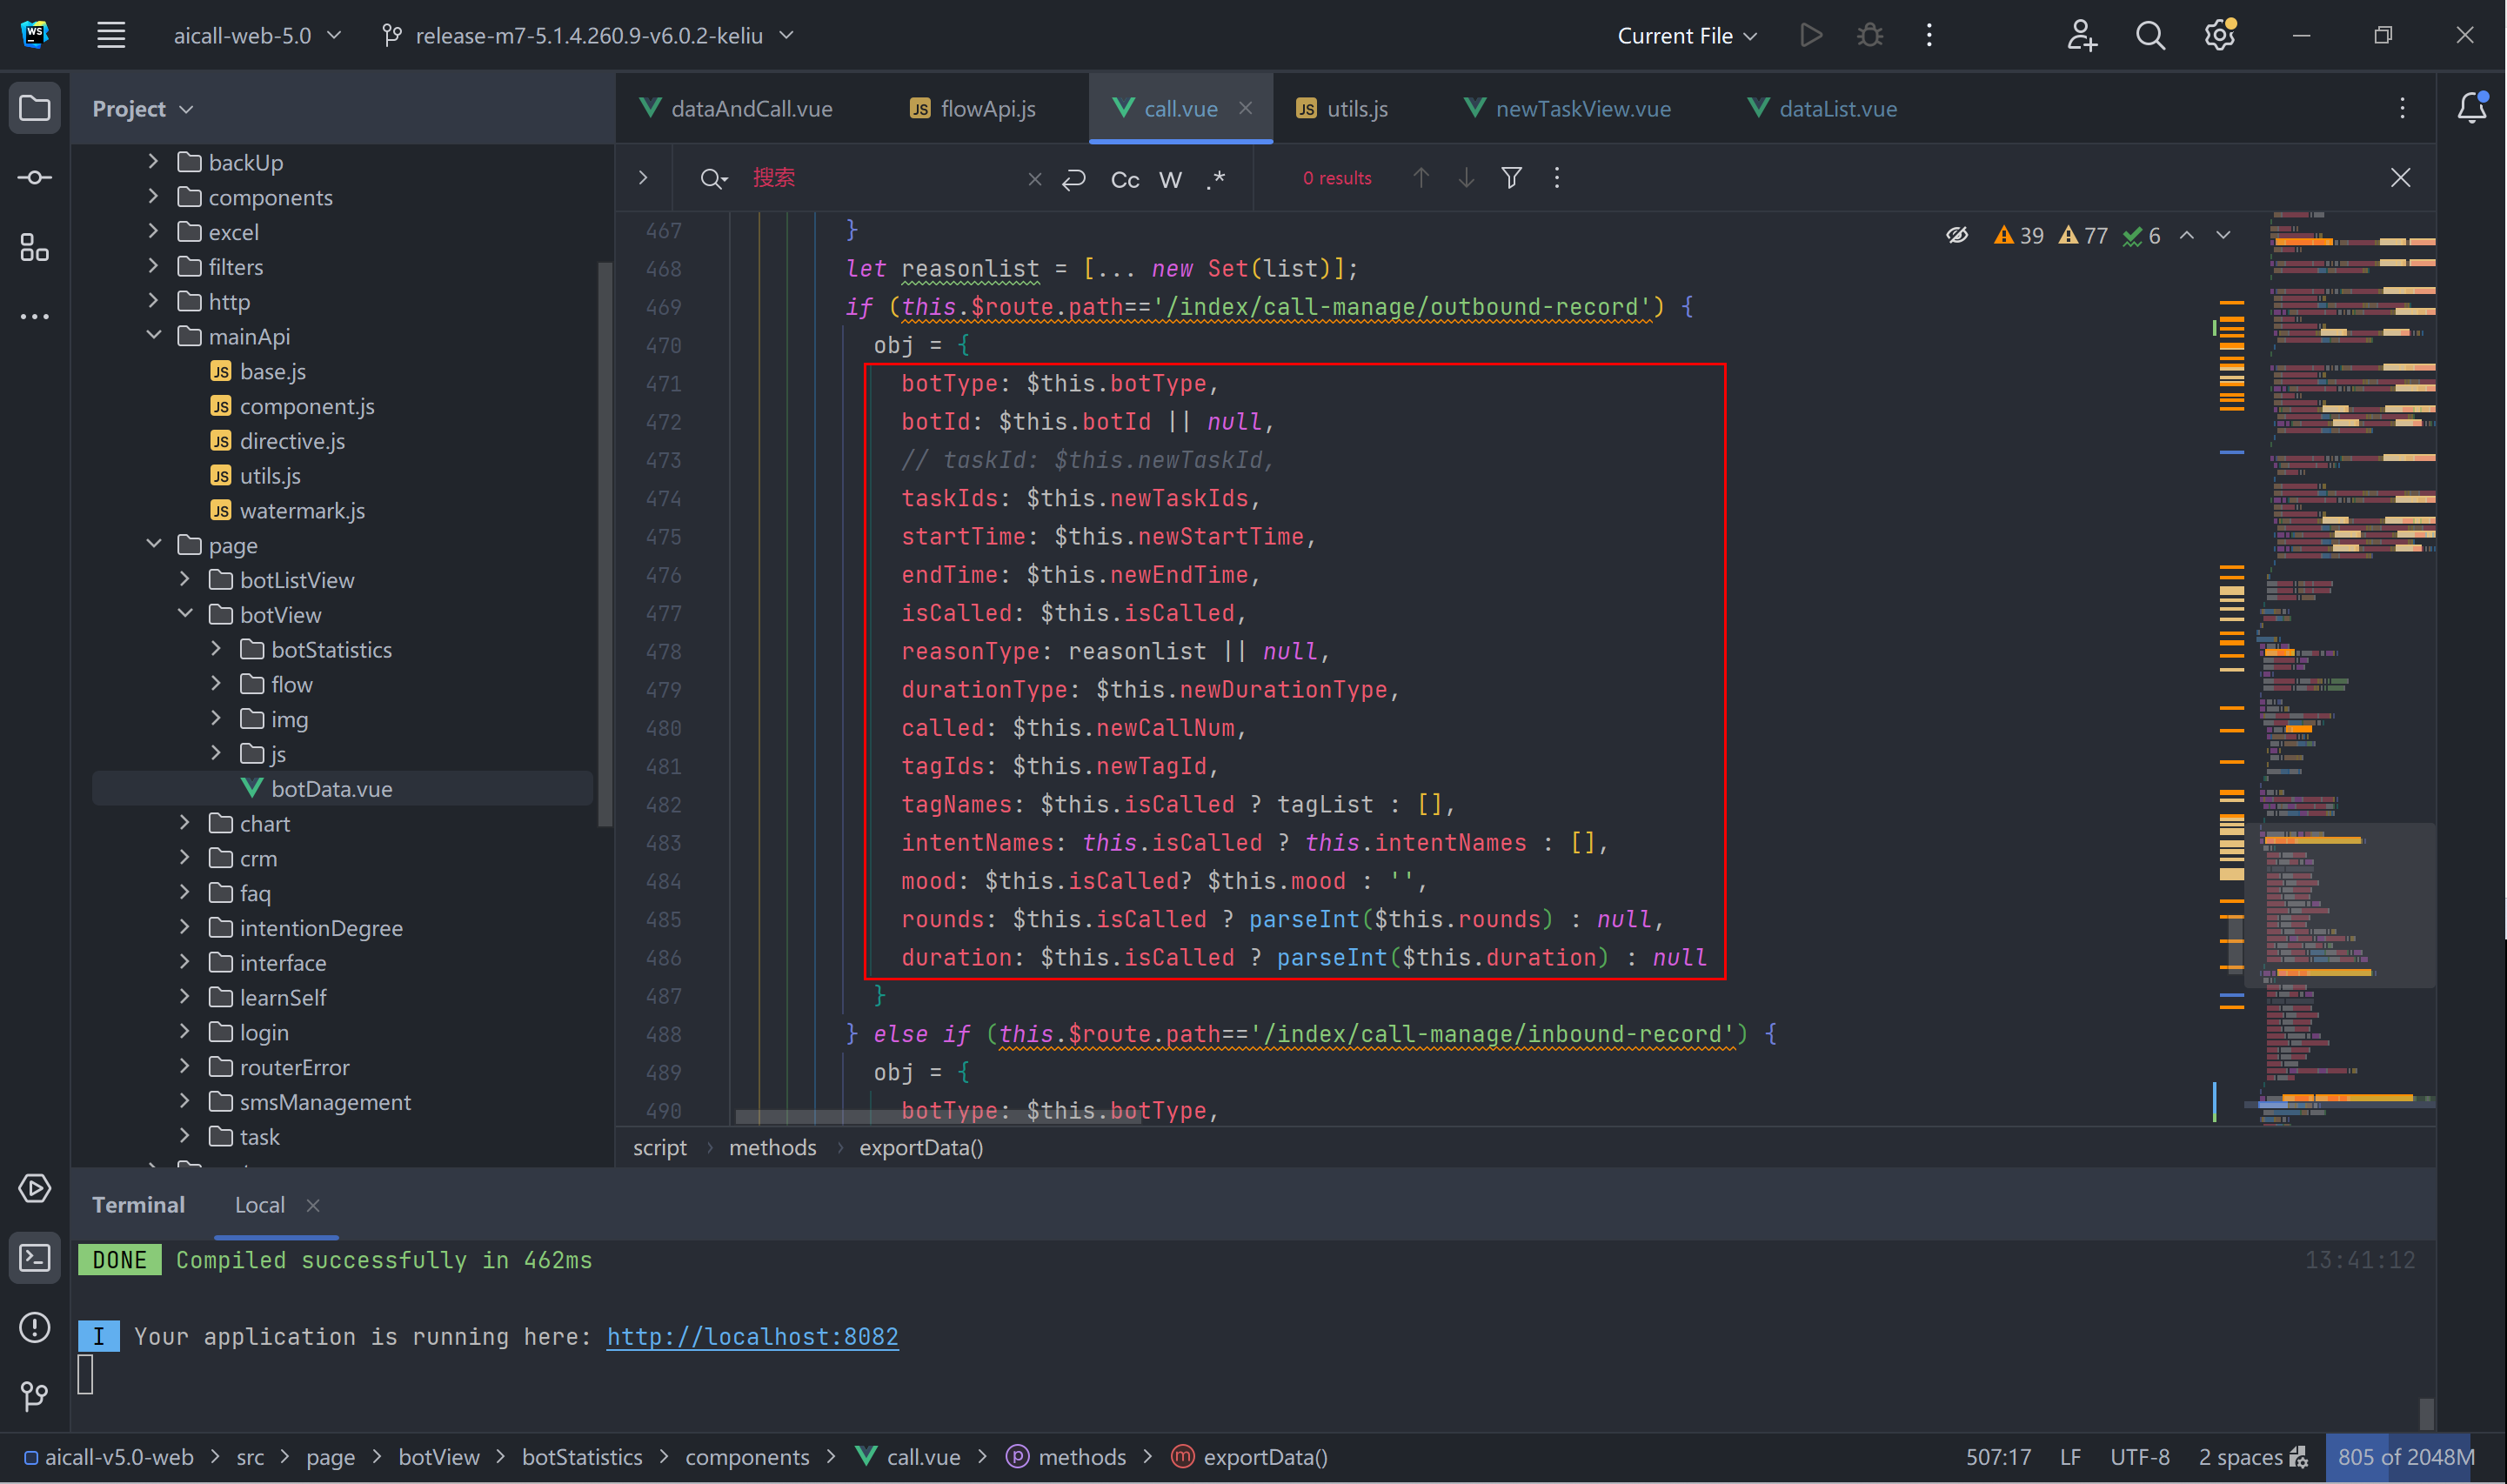 WS
aicall-web-5.0
release-m7-5.1.4.260.9-v6.0.2-keliu
Current File
Project
dataAndCall.vue
JS flowApi.js
call.vue
JS utils.js
newTaskView.vue
dataList.vue
backUp
components
excel
filters
http
mainApi
JS base.js
JS component.js
JS directive.js
JS utils.js
JS watermark.js
page
botListView
botView
botStatistics
flow
img
js
botData.vue
chart
crm
faq
intentionDegree
interface
learnSelf
login
routerError
smsManagement
task
搜索
Cc W .*
0 results
39 77 6
467 }
468 let reasonlist = [... new Set(list)];
469 if (this.$route.path=='/index/call-manage/outbound-record') {
470 obj = {
471 botType: $this.botType,
472 botId: $this.botId || null,
473 // taskId: $this.newTaskId,
474 taskIds: $this.newTaskIds,
475 startTime: $this.newStartTime,
476 endTime: $this.newEndTime,
477 isCalled: $this.isCalled,
478 reasonType: reasonlist || null,
479 durationType: $this.newDurationType,
480 called: $this.newCallNum,
481 tagIds: $this.newTagId,
482 tagNames: $this.isCalled ? tagList : [],
483 intentNames: this.isCalled ? this.intentNames : [],
484 mood: $this.isCalled? $this.mood : '',
485 rounds: $this.isCalled ? parseInt($this.rounds) : null,
486 duration: $this.isCalled ? parseInt($this.duration) : null
487 }
488 } else if (this.$route.path=='/index/call-manage/inbound-record') {
489 obj = {
490 botType: $this.botType,
script > methods > exportData()
Terminal
Local
DONE Compiled successfully in 462ms
13:41:12
I Your application is running here: http://localhost:8082
aicall-v5.0-web > src > page > botView > botStatistics > components > call.vue > p methods > m exportData()
507:17 LF UTF-8 2 spaces 805 of 2048M